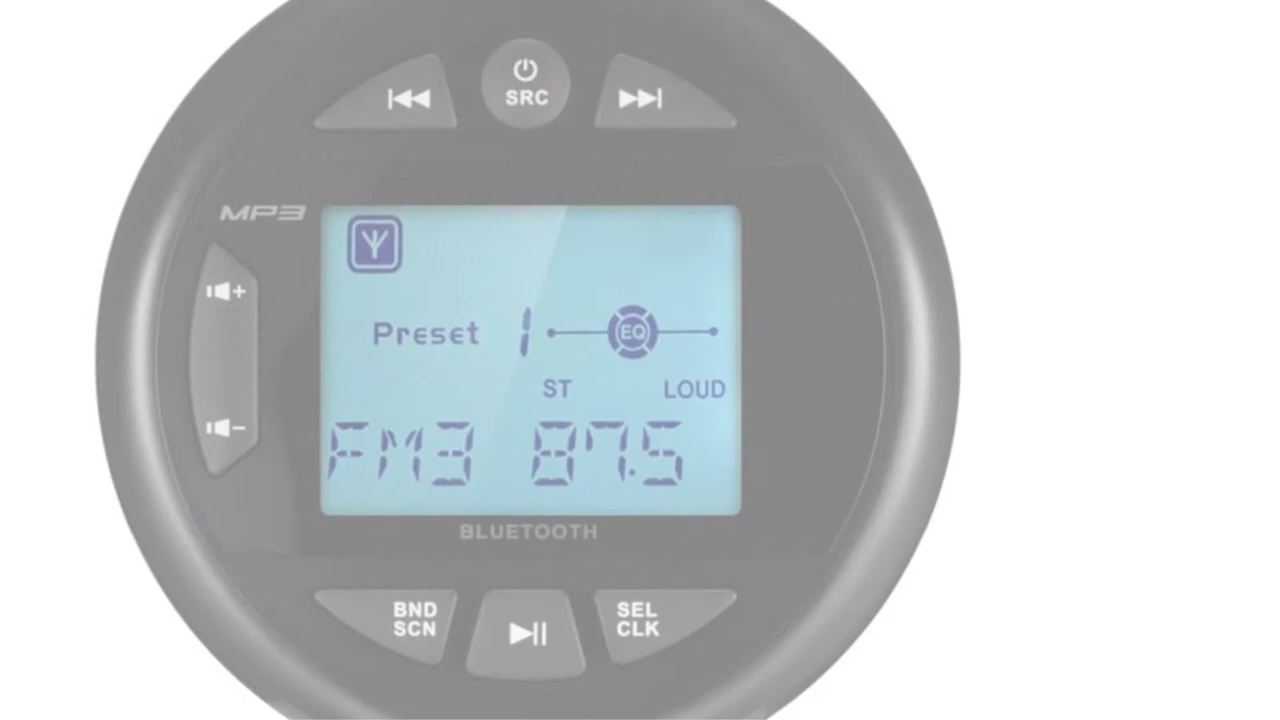 SRC
MP3
Preset 1 EQ
ST LOUD
FM3 87.5
BLUETOOTH
BND
SCN
SEL
CLK